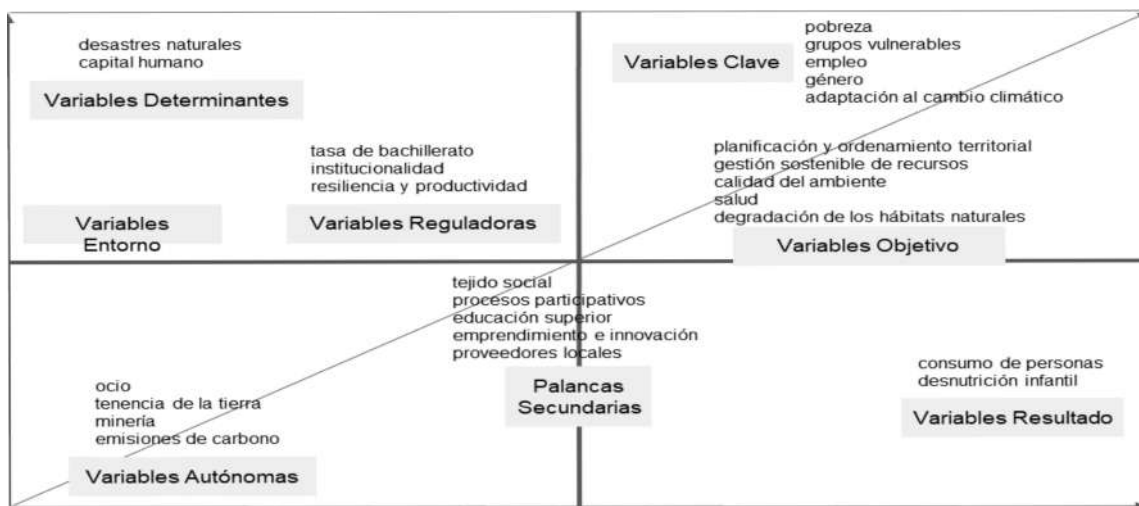 desastres naturales
capital humano
Variables Determinantes
tasa de bachillerato
institucionalidad
resiliencia y productividad
Variables
Entorno
Variables Reguladoras
Variables Clave
pobreza
grupos vulnerables
empleo
género
adaptación al cambio climático
planificación y ordenamiento territorial
gestión sostenible de recursos
calidad del ambiente
salud
degradación de los hábitats naturales
Variables Objetivo
tejido social
procesos participativos
educación superior
emprendimiento e innovación
proveedores locales
Palancas
Secundarias
ocio
tenencia de la tierra
minería
emisiones de carbono
Variables Autónomas
consumo de personas
desnutrición infantil
Variables Resultado